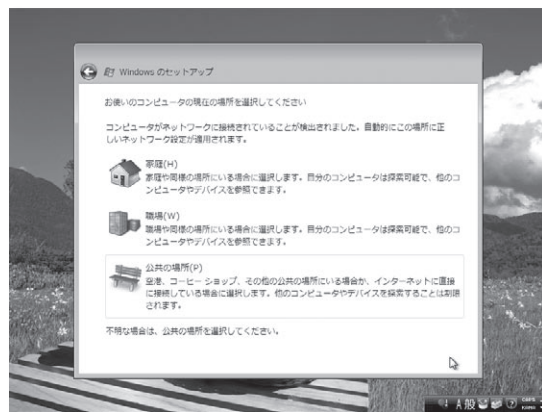 Windows のセットアップ
お使いのコンピュータの現在の場所を選択してください
コンピュータがネットワークに接続されていることが検出されました。自動的にこの場所に正
しいネットワーク設定が適用されます。
家庭(H)
家庭や同様の場所にいる場合に選択します。自分のコンピュータは探索可能で、他のコ
ンピュータやデバイスを参照できます。
職場(W)
職場や同様の場所にいる場合に選択します。自分のコンピュータは探索可能で、他のコ
ンピュータやデバイスを参照できます。
公共の場所(P)
空港、コーヒー ショップ、その他の公共の場所にいる場合か、インターネットに直接
に接続している場合に選択します。他のコンピュータやデバイスを探索することは制限
されます。
不明な場合は、公共の場所を選択してください。
A 般 CAPS
KANA